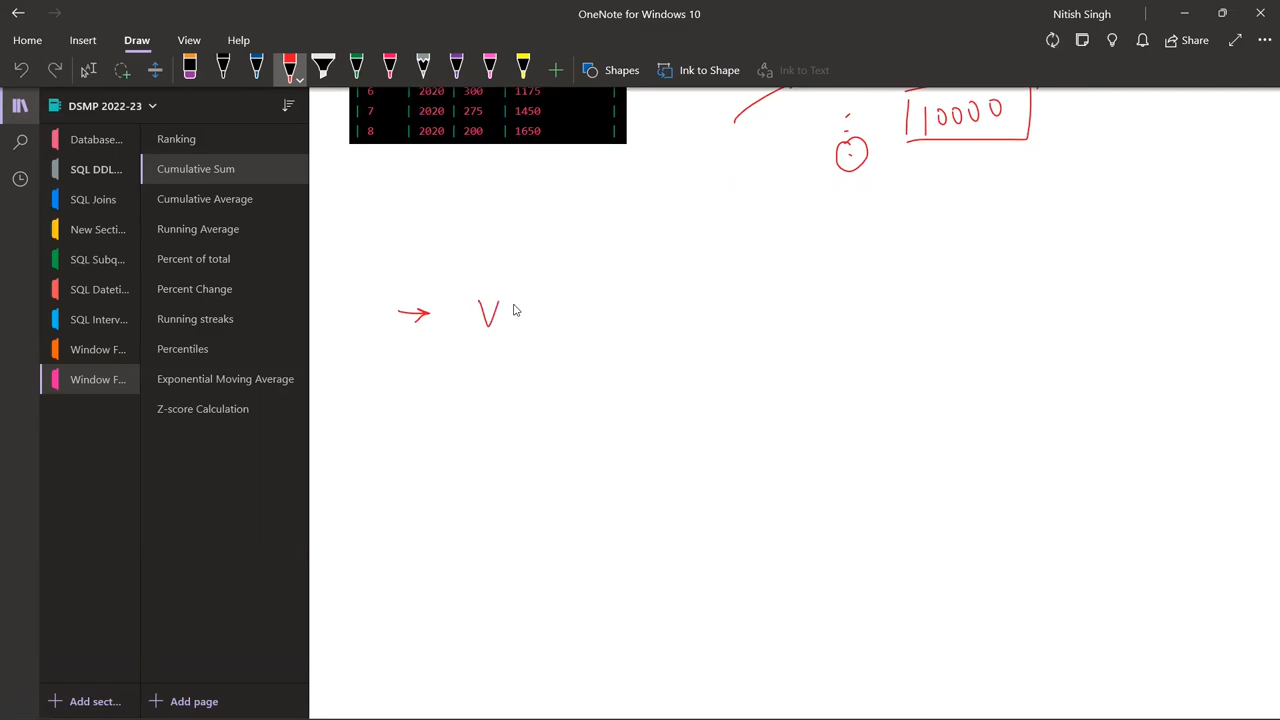 OneNote for Windows 10
Nitish Singh
Home Insert Draw View Help
Share
Shapes Ink to Shape Ink to Text
DSMP 2022-23
Database...
SQL DDL...
SQL Joins
New Secti...
SQL Subq...
SQL Dateti...
SQL Interv...
Window F...
Window F...
Add sect...
Ranking
Cumulative Sum
Cumulative Average
Running Average
Percent of total
Percent Change
Running streaks
Percentiles
Exponential Moving Average
Z-score Calculation
Add page
| 6 | 2020 | 300 | 1175 |
| 7 | 2020 | 275 | 1450 |
| 8 | 2020 | 200 | 1650 |
10000
→ V